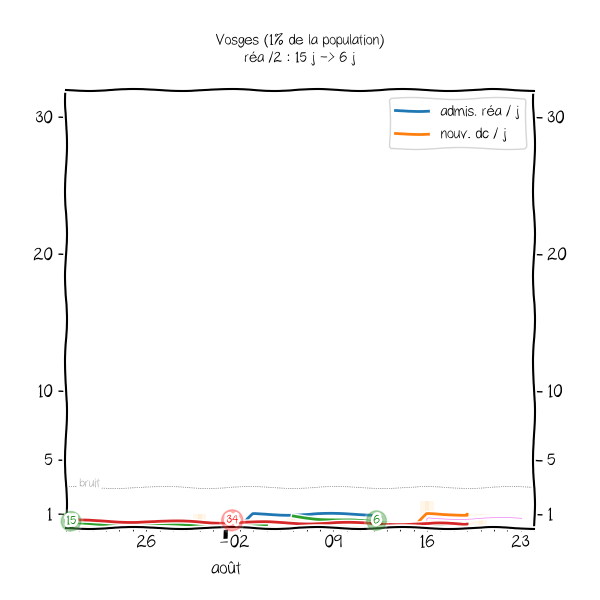 Vosges (1% de la population)
réa /2 : 15 j -> 6 j
admis. réa / j
nouv. dc / j
30 30
20 20
10 10
5 5
bruit
1 1
15 34 6
26 02 09 16 23
août